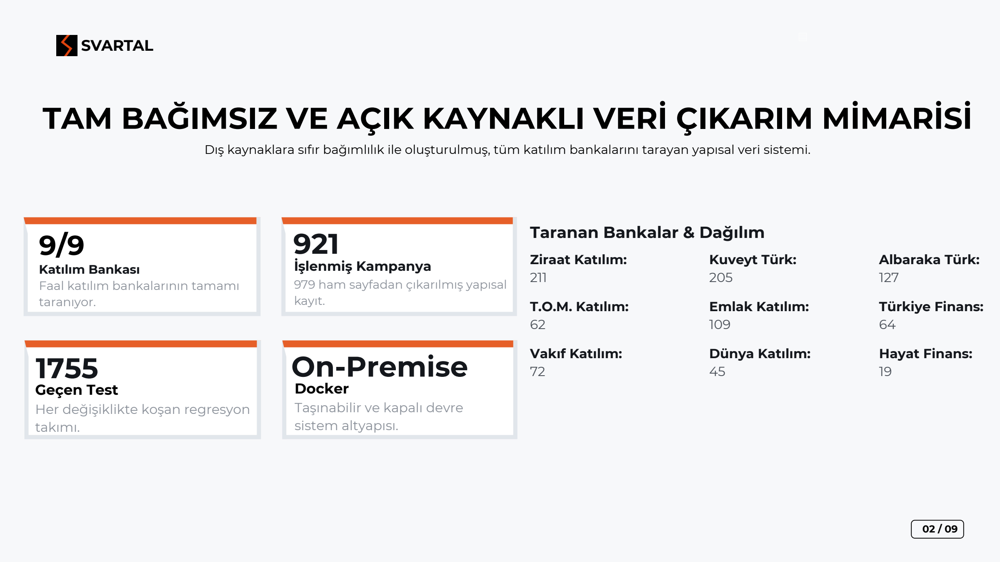 SVARTAL
TAM BAĞIMSIZ VE AÇIK KAYNAKLI VERİ ÇIKARIM MİMARİSİ
Dış kaynaklara sıfır bağımlılık ile oluşturulmuş, tüm katılım bankalarını tarayan yapısal veri sistemi.
9/9
Katılım Bankası
Faal katılım bankalarının tamamı
taranıyor.
921
İşlenmiş Kampanya
979 ham sayfadan çıkarılmış yapısal
kayıt.
1755
Geçen Test
Her değişiklikte koşan regresyon
takımı.
On-Premise
Docker
Taşınabilir ve kapalı devre
sistem altyapısı.
Taranan Bankalar & Dağılım
Ziraat Katılım:
211
Kuveyt Türk:
205
Albaraka Türk:
127
T.O.M. Katılım:
62
Emlak Katılım:
109
Türkiye Finans:
64
Vakıf Katılım:
72
Dünya Katılım:
45
Hayat Finans:
19
02 / 09